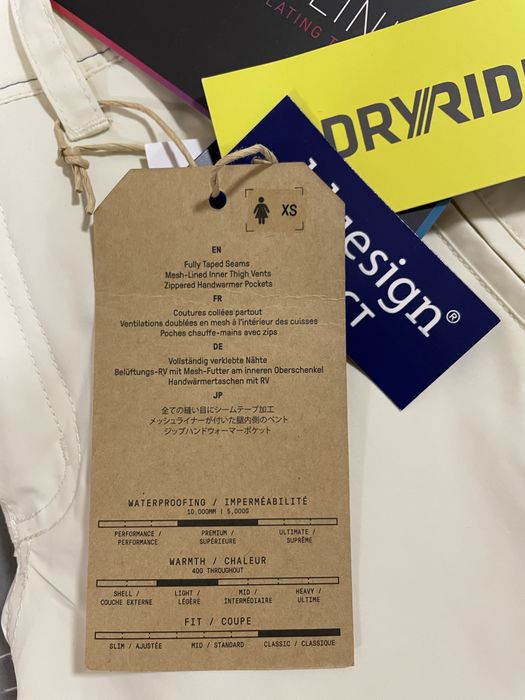 DRYRID
esign®
CT
XS
EN
Fully Taped Seams
Mesh-Lined Inner Thigh Vents
Zippered Handwarmer Pockets
FR
Coutures collées partout
Ventilations doublées en mesh à l'intérieur des cuisses
Poches chauffe-mains avec zips
DE
Vollständig verklebte Nähte
Belüftungs-RV mit Mesh-Futter am inneren Oberschenkel
Handwärmertaschen mit RV
JP
全ての縫い目にシームテープ加工
メッシュライナーが付いた腿内側のベント
ジップハンドウォーマーポケット
WATERPROOFING / IMPERMÉABILITÉ
10,000MM | 5,000G
PERFORMANCE / PREMIUM / ULTIMATE /
PERFORMANCE SUPÉRIEURE SUPRÊME
WARMTH / CHALEUR
40G THROUGHOUT
SHELL / LIGHT / MID / HEAVY /
COUCHE EXTERNE LÉGÈRE INTERMÉDIAIRE ULTIME
FIT / COUPE
SLIM / AJUSTÉE MID / STANDARD CLASSIC / CLASSIQUE